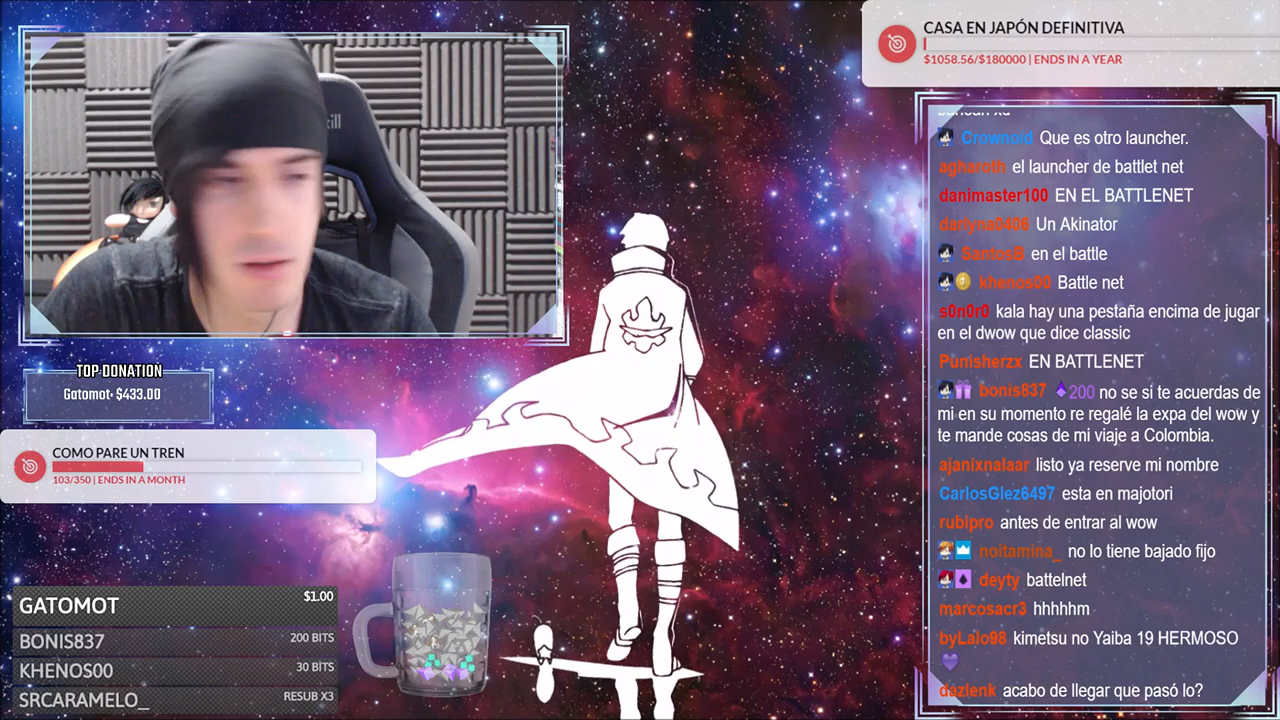 CASA EN JAPÓN DEFINITIVA
$1058.56/$180000 | ENDS IN A YEAR
Crownoid Que es otro launcher.
agharoth el launcher de battlet net
danimaster100 EN EL BATTLENET
darlyna0406 Un Akinator
SantosB en el battle
khenos00 Battle net
s0n0r0 kala hay una pestaña encima de jugar
en el dwow que dice classic
Punisherzx EN BATTLENET
bonis837 200 no se si te acuerdas de
mi en su momento re regalé la expa del wow y
te mande cosas de mi viaje a Colombia.
ajanixnalaar listo ya reserve mi nombre
CarlosGlez6497 esta en majotori
rubipro antes de entrar al wow
noitamina_ no lo tiene bajado fijo
deyty battelnet
marcosacr3 hhhhhm
byLalo98 kimetsu no Yaiba 19 HERMOSO
dazlenk acabo de llegar que pasó lo?
TOP DONATION
Gatomot: $433.00
COMO PARE UN TREN
103/350 | ENDS IN A MONTH
GATOMOT $1.00
BONIS837 200 BITS
KHENOS00 30 BITS
SRCARAMELO_ RESUB X3